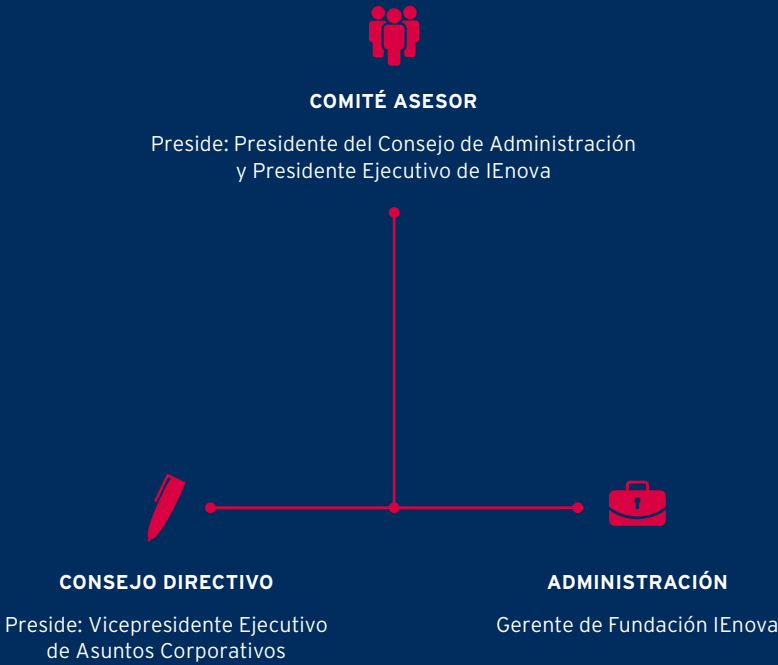 COMITÉ ASESOR
Preside: Presidente del Consejo de Administración
y Presidente Ejecutivo de IEnova
CONSEJO DIRECTIVO
Preside: Vicepresidente Ejecutivo
de Asuntos Corporativos
ADMINISTRACIÓN
Gerente de Fundación IEnova